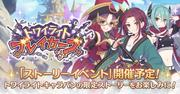 トワイライト
ブレイカーズ
「ストーリーイベント」開催予定!
トワイライトキャラバンの限定ストーリーをお楽しみに!